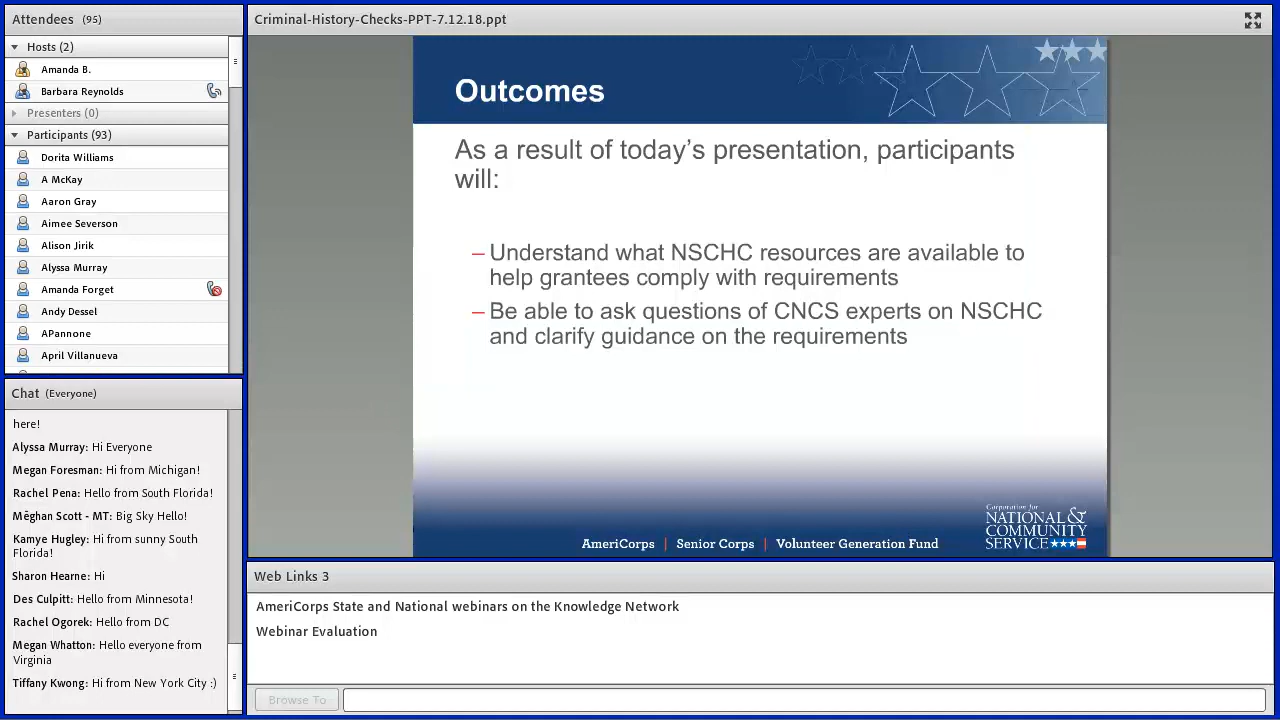 Attendees (95)
Hosts (2)
Amanda B.
Barbara Reynolds
Presenters (0)
Participants (93)
Dorita Williams
A McKay
Aaron Gray
Aimee Severson
Alison Jirik
Alyssa Murray
Amanda Forget
Andy Dessel
APannone
April Villanueva
Chat (Everyone)
here!
Alyssa Murray: Hi Everyone
Megan Foresman: Hi from Michigan!
Rachel Pena: Hello from South Florida!
Mēghan Scott - MT: Big Sky Hello!
Kamye Hugley: Hi from sunny South
Florida!
Sharon Hearne: Hi
Des Culpitt: Hello from Minnesota!
Rachel Ogorek: Hello from DC
Megan Whatton: Hello everyone from
Virginia
Tiffany Kwong: Hi from New York City :)
Criminal-History-Checks-PPT-7.12.18.ppt
Outcomes
As a result of today’s presentation, participants
will:
– Understand what NSCHC resources are available to
help grantees comply with requirements
– Be able to ask questions of CNCS experts on NSCHC
and clarify guidance on the requirements
AmeriCorps | Senior Corps | Volunteer Generation Fund
Corporation for
NATIONAL &
COMMUNITY
SERVICE
Web Links 3
AmeriCorps State and National webinars on the Knowledge Network
Webinar Evaluation
Browse To